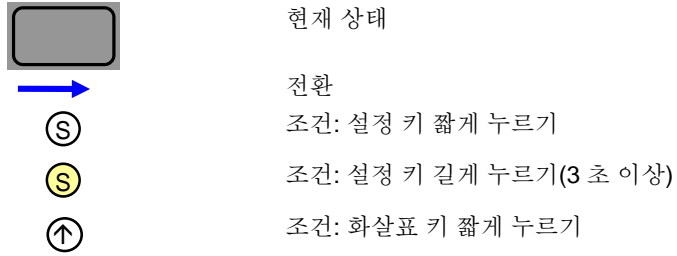 현재 상태
전환
S 조건: 설정 키 짧게 누르기
S 조건: 설정 키 길게 누르기(3 초 이상)
조건: 화살표 키 짧게 누르기